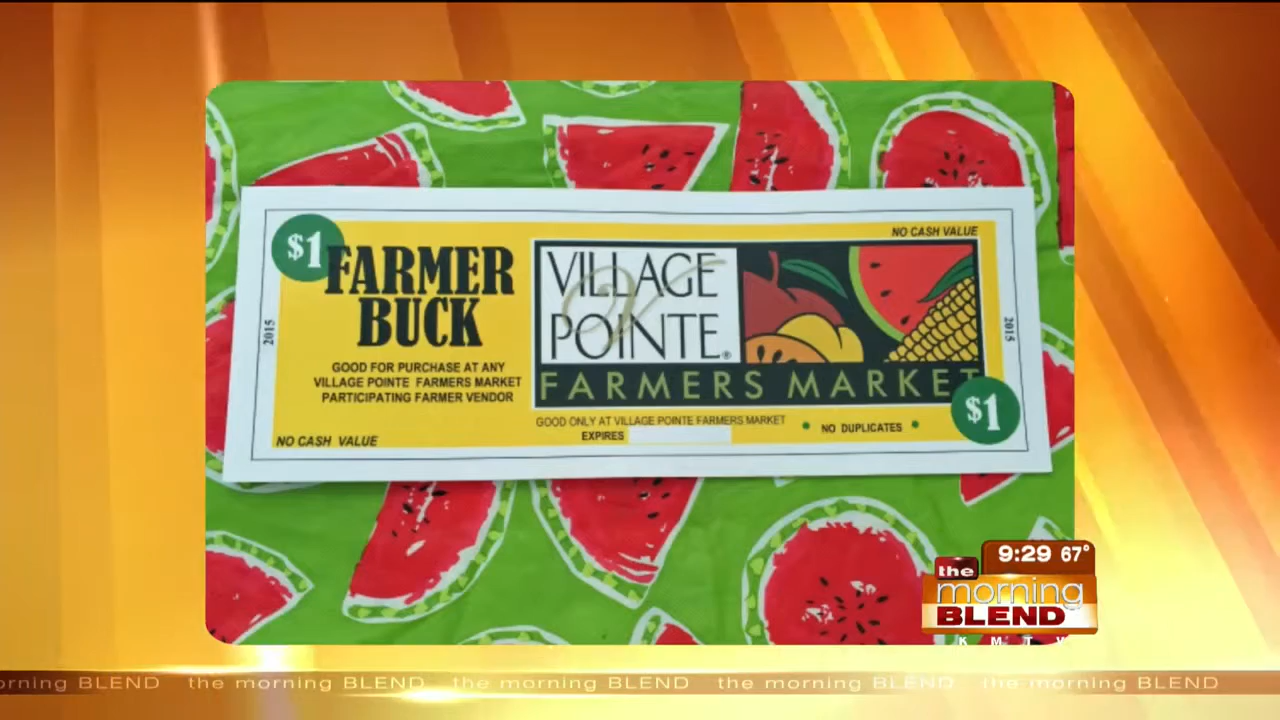 $1
FARMER
BUCK
2015
GOOD FOR PURCHASE AT ANY
VILLAGE POINTE FARMERS MARKET
PARTICIPATING FARMER VENDOR
NO CASH VALUE
NO CASH VALUE
VILLAGE
V
POINTE®
FARMERS MARKET
GOOD ONLY AT VILLAGE POINTE FARMERS MARKET
EXPIRES
• NO DUPLICATES •
2015
$1
9:29 67°
the
morning
BLEND
K M T V
orning BLEND the morning BLEND the morning BLEND the morning BLEND the morning BLEND